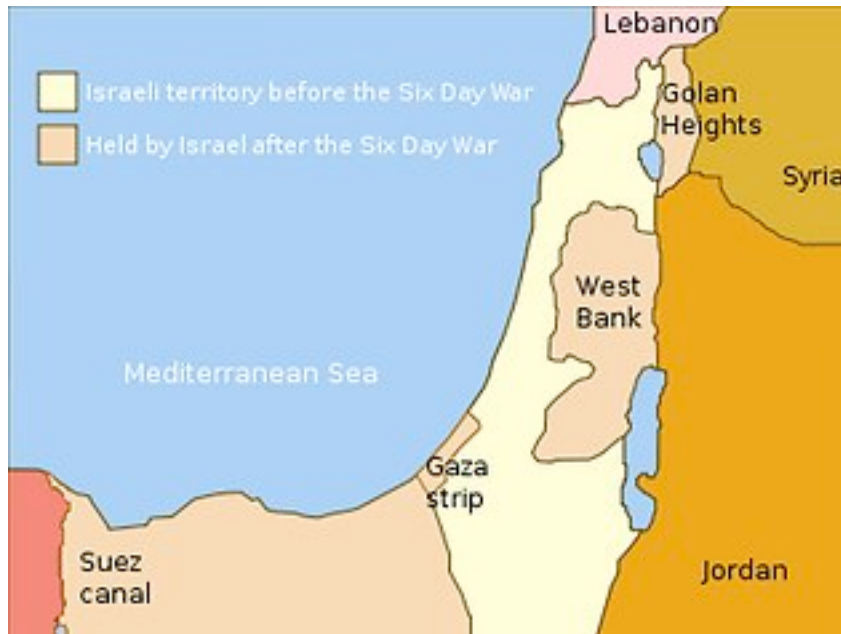 Lebanon
Israeli territory before the Six Day War
Golan
Heights
Held by Israel after the Six Day War
Syria
West
Bank
Mediterranean Sea
Gaza
strip
Suez
canal
Jordan